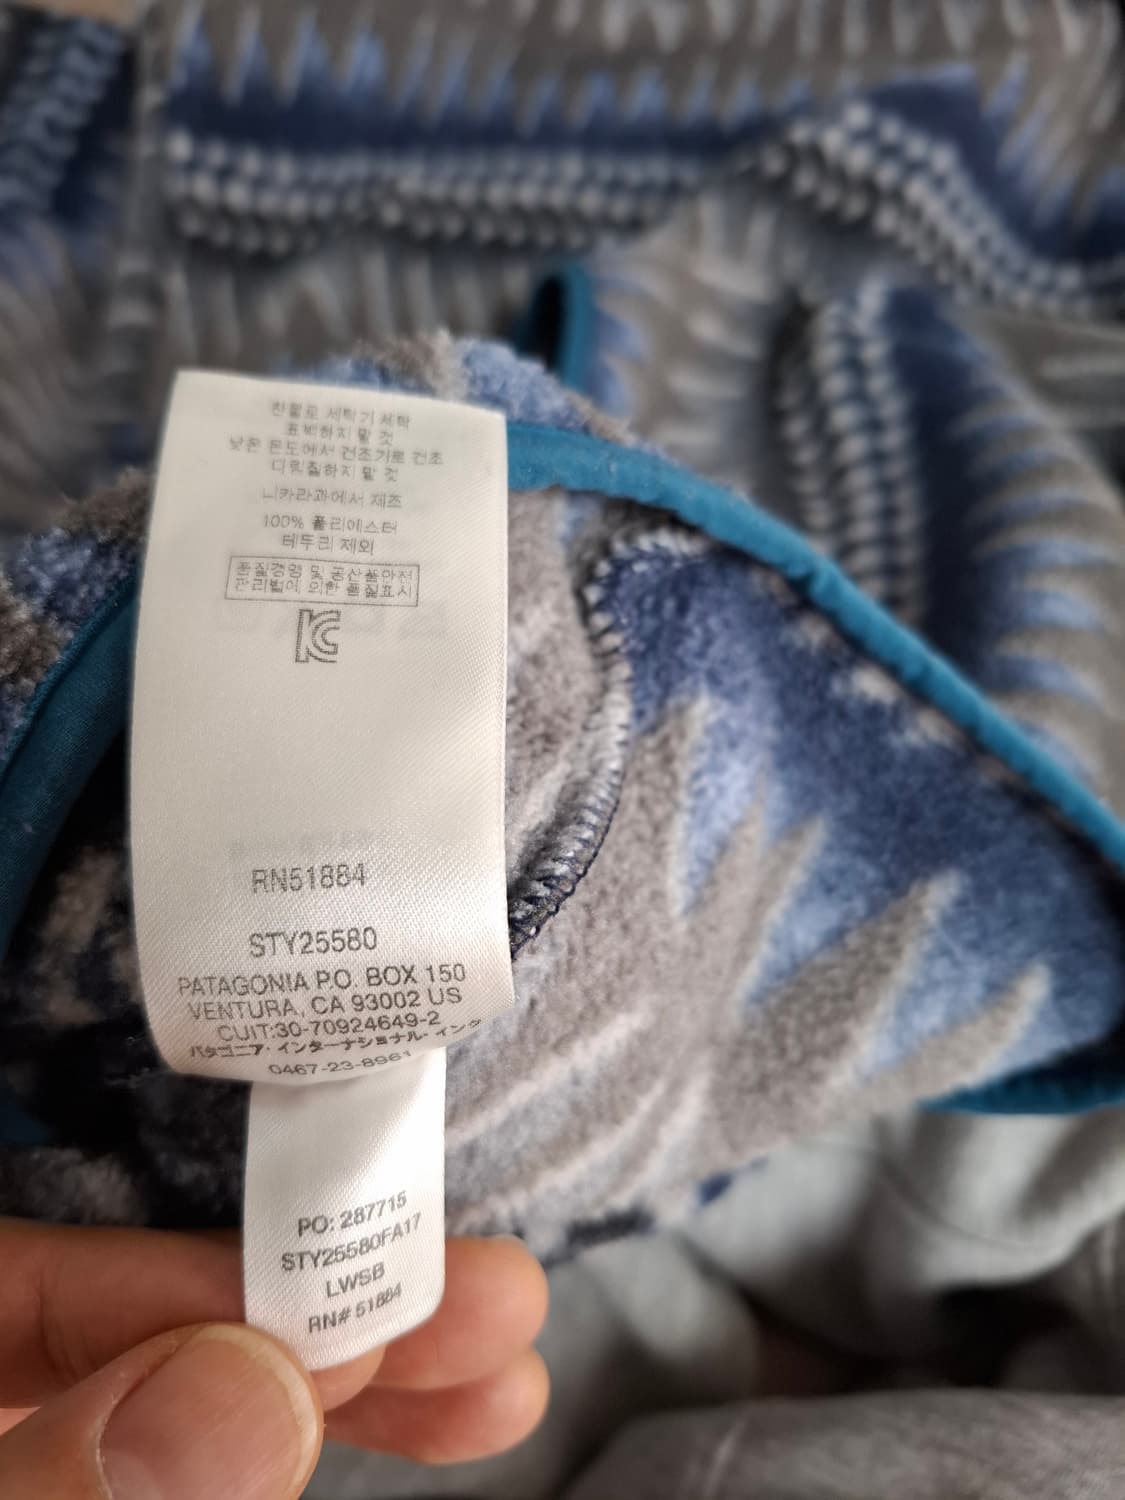 찬물로 세탁기 세탁
표백하지 말 것
낮은 온도에서 건조기로 건조
다림질하지 말 것
니카라과에서 제조
100% 폴리에스터
테두리 제외
품질경영 및 공산품안전
관리법에 의한 품질표시
RN51884
STY25580
PATAGONIA P.O. BOX 150
VENTURA, CA 93002 US
CUIT:30-70924649-2
パタゴニア・インターナショナル・インク
0467-23-8961
PO: 287715
STY25580FA17
LWSB
RN# 51884